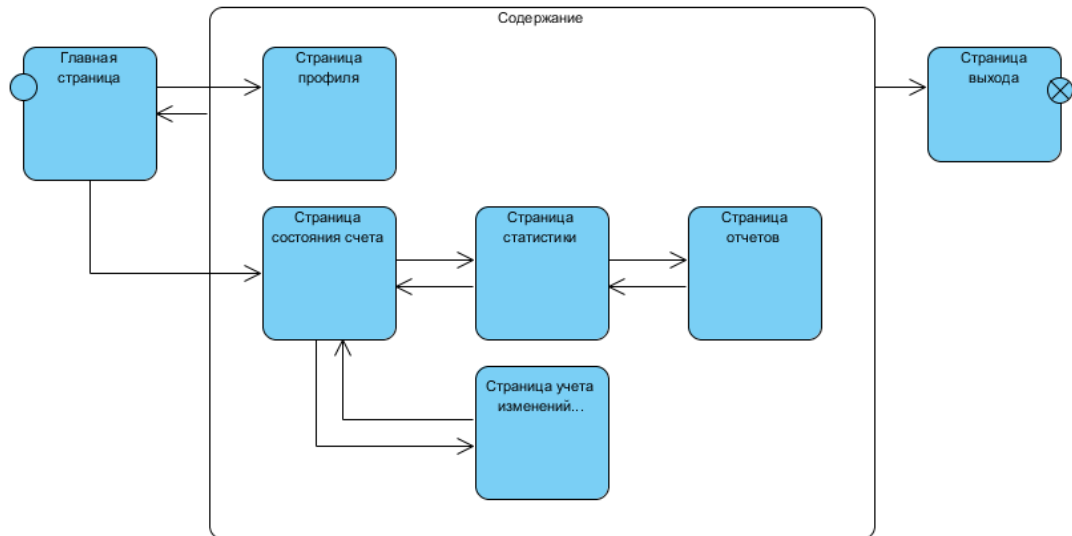 Содержание
Главная
страница
Страница
профиля
Страница
выхода
Страница
состояния счета
Страница
статистики
Страница
отчетов
Страница учета
изменений...